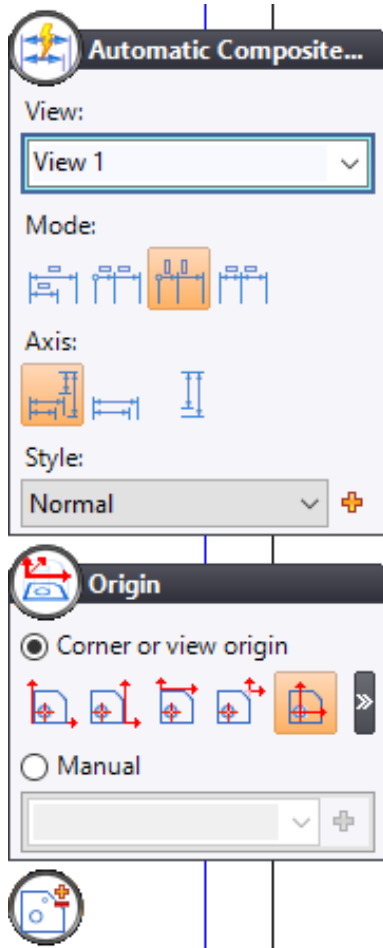 Automatic Composite...
View:
View 1
Mode:
Axis:
Style:
Normal
Origin
Corner or view origin
Manual